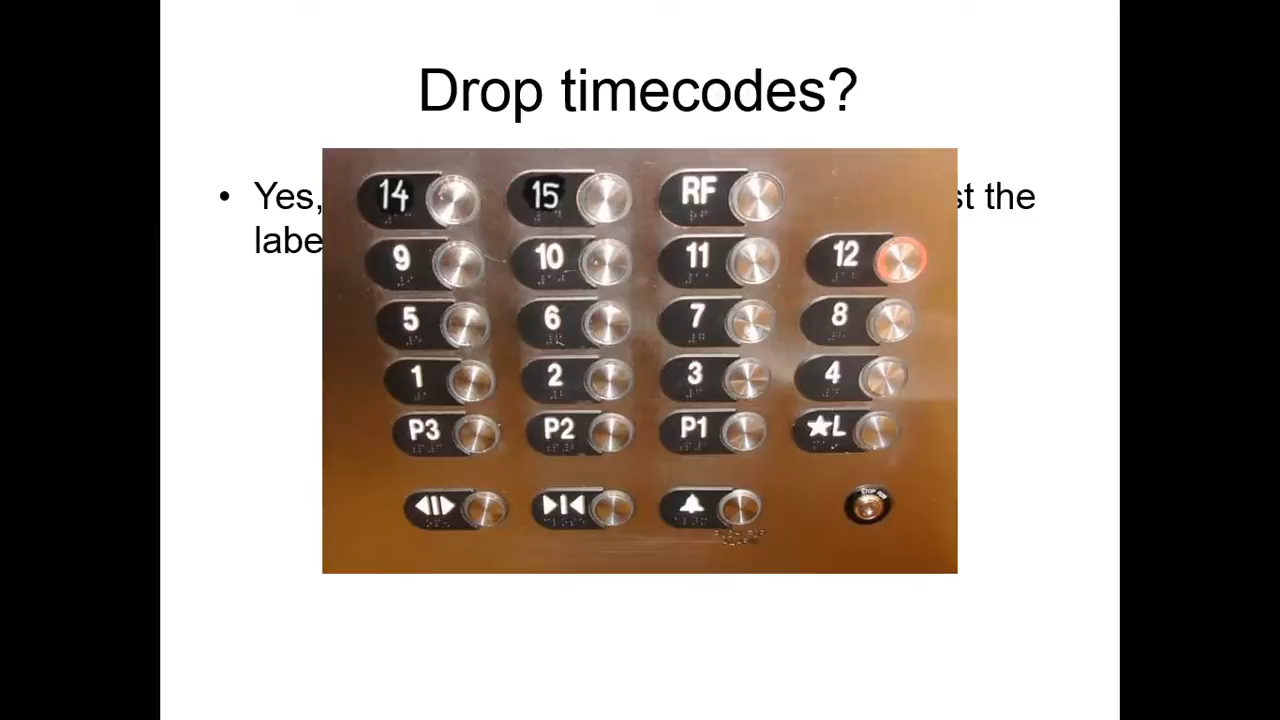 Drop timecodes?
• Yes, st the
labe
14 15 RF
9 10 11 12
5 6 7 8
1 2 3 4
P3 P2 P1 ★L